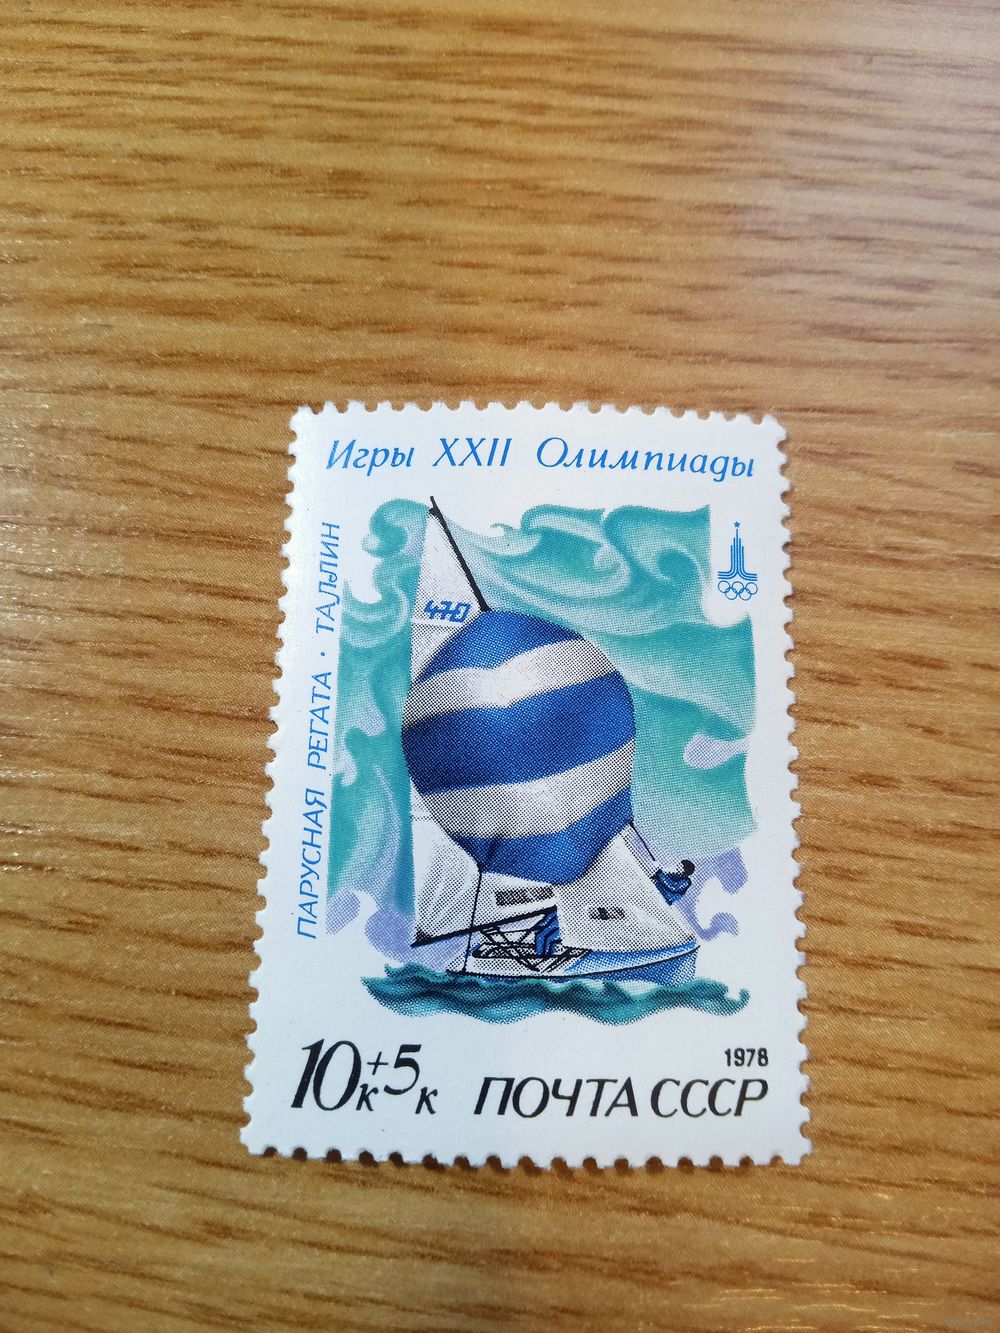 Игры XXII Олимпиады
ПАРУСНАЯ РЕГАТА · ТАЛЛИН
470
10к+5к
1978
ПОЧТА СССР